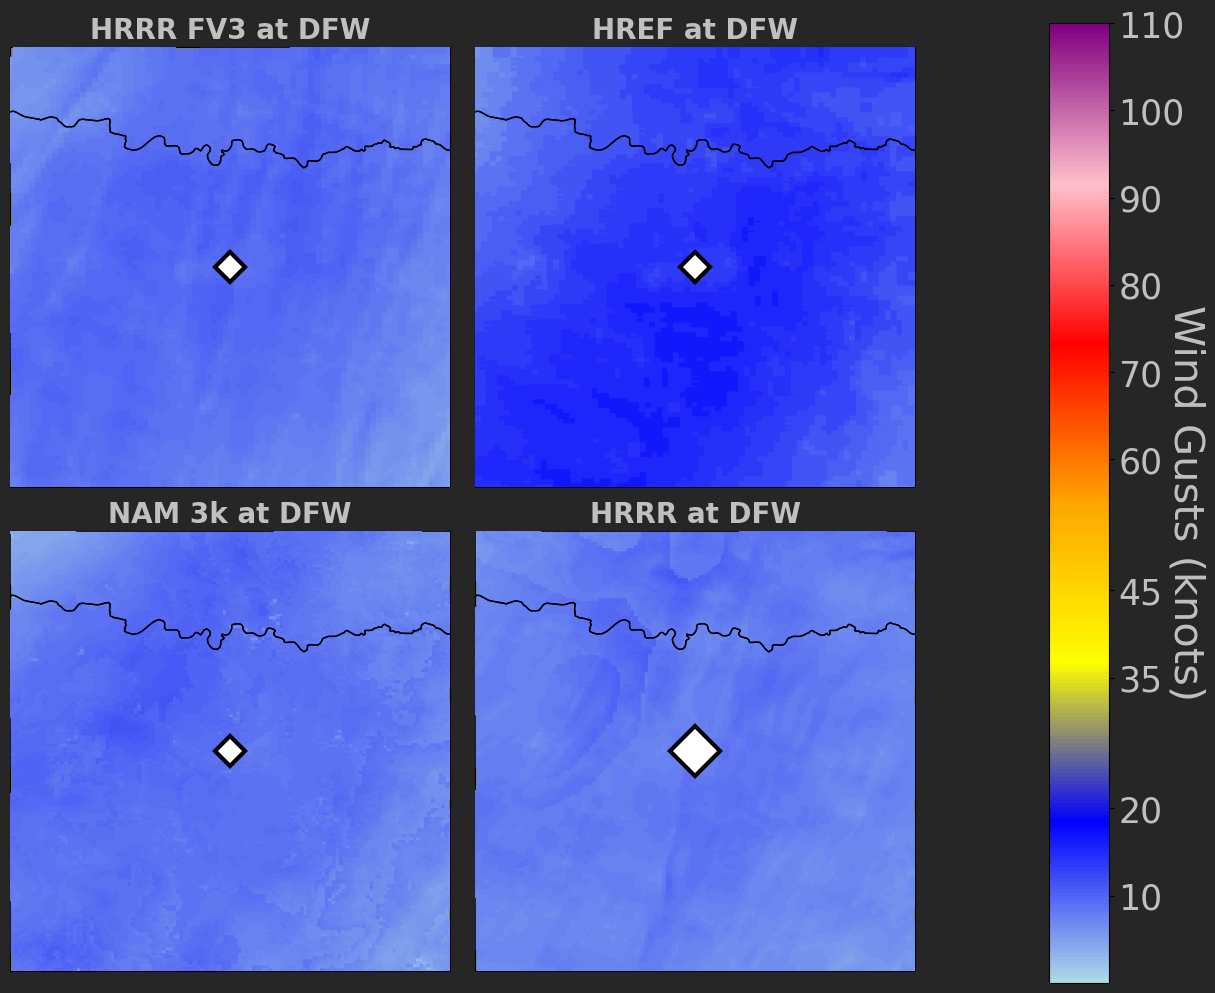 HRRR FV3 at DFW
HREF at DFW
NAM 3k at DFW
HRRR at DFW
110
100
90
80
70
60
45
35
20
10
Wind Gusts (knots)